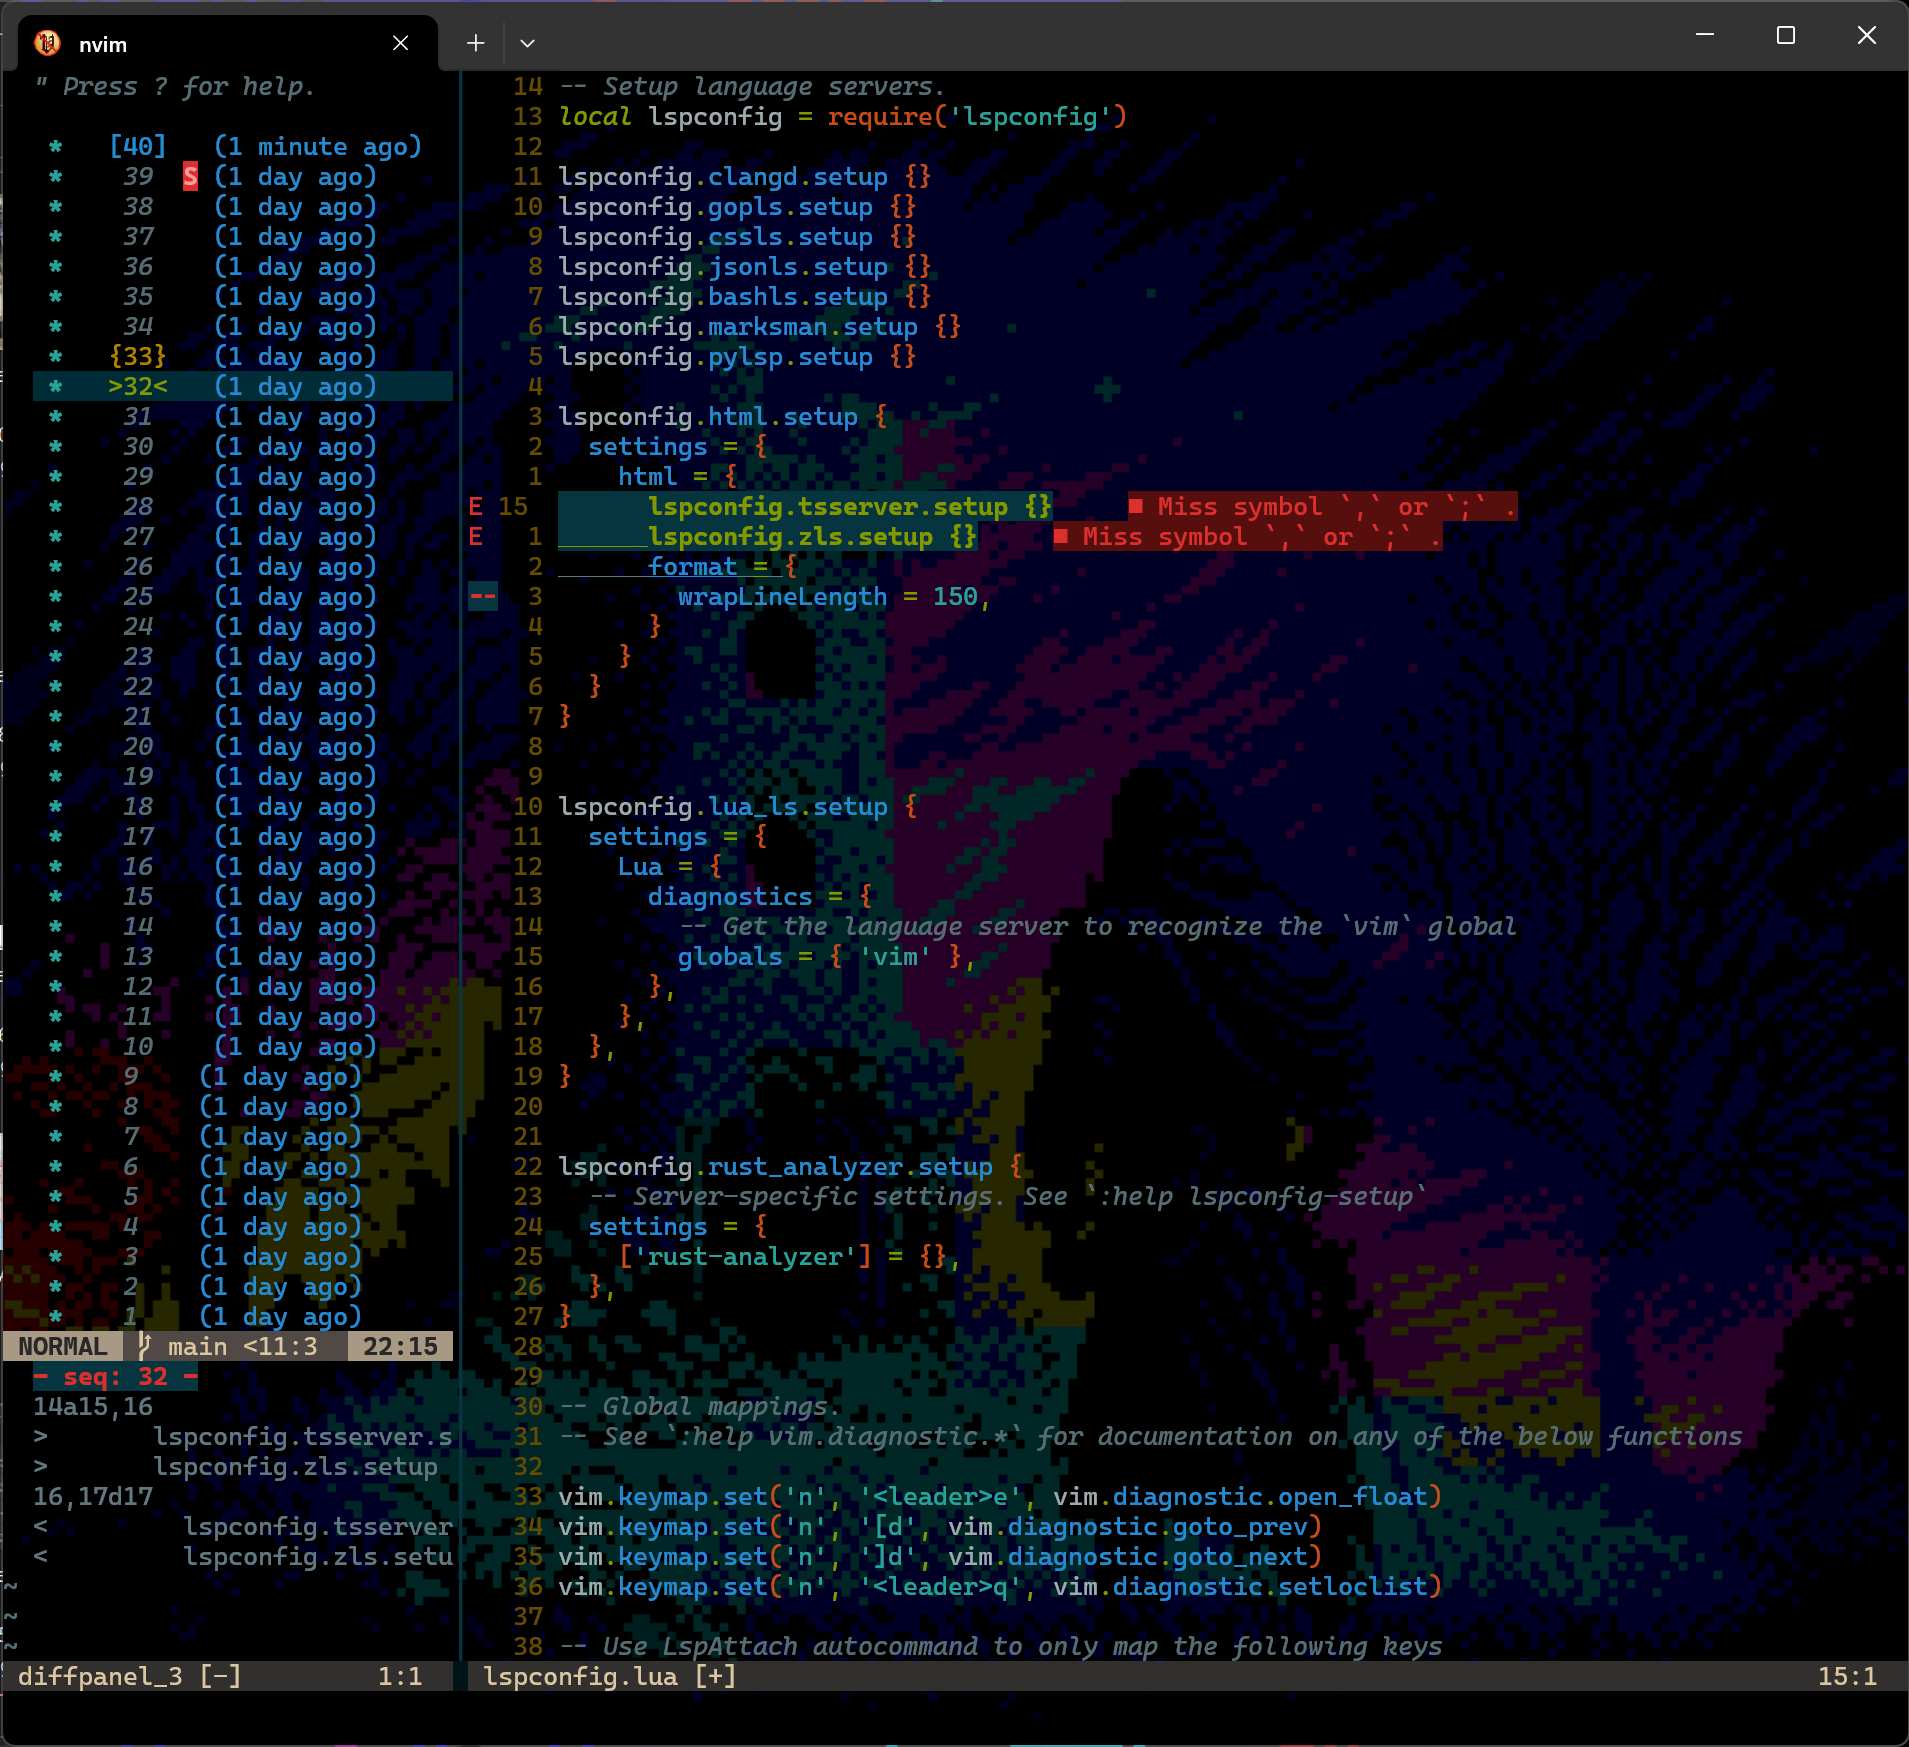 nvim
" Press ? for help.
* [40] (1 minute ago)
* 39 S (1 day ago)
* 38 (1 day ago)
* 37 (1 day ago)
* 36 (1 day ago)
* 35 (1 day ago)
* 34 (1 day ago)
* {33} (1 day ago)
* >32< (1 day ago)
* 31 (1 day ago)
* 30 (1 day ago)
* 29 (1 day ago)
* 28 (1 day ago)
* 27 (1 day ago)
* 26 (1 day ago)
* 25 (1 day ago)
* 24 (1 day ago)
* 23 (1 day ago)
* 22 (1 day ago)
* 21 (1 day ago)
* 20 (1 day ago)
* 19 (1 day ago)
* 18 (1 day ago)
* 17 (1 day ago)
* 16 (1 day ago)
* 15 (1 day ago)
* 14 (1 day ago)
* 13 (1 day ago)
* 12 (1 day ago)
* 11 (1 day ago)
* 10 (1 day ago)
* 9 (1 day ago)
* 8 (1 day ago)
* 7 (1 day ago)
* 6 (1 day ago)
* 5 (1 day ago)
* 4 (1 day ago)
* 3 (1 day ago)
* 2 (1 day ago)
* 1 (1 day ago)
NORMAL main <11:3 22:15
- seq: 32 -
14a15,16
> lspconfig.tsserver.s
> lspconfig.zls.setup
16,17d17
< lspconfig.tsserver
< lspconfig.zls.setu
~
~
~
diffpanel_3 [-] 1:1
14 -- Setup language servers.
13 local lspconfig = require('lspconfig')
12
11 lspconfig.clangd.setup {}
10 lspconfig.gopls.setup {}
9 lspconfig.cssls.setup {}
8 lspconfig.jsonls.setup {}
7 lspconfig.bashls.setup {}
6 lspconfig.marksman.setup {}
5 lspconfig.pylsp.setup {}
4
3 lspconfig.html.setup {
2 settings = {
1 html = {
E 15 lspconfig.tsserver.setup {} ■ Miss symbol `,` or `;` .
E 1 lspconfig.zls.setup {} ■ Miss symbol `,` or `;` .
2 format = {
-- 3 wrapLineLength = 150,
4 }
5 }
6 }
7 }
8
9
10 lspconfig.lua_ls.setup {
11 settings = {
12 Lua = {
13 diagnostics = {
14 -- Get the language server to recognize the `vim` global
15 globals = { 'vim' },
16 },
17 },
18 },
19 }
20
21
22 lspconfig.rust_analyzer.setup {
23 -- Server-specific settings. See `:help lspconfig-setup`
24 settings = {
25 ['rust-analyzer'] = {},
26 },
27 }
28
29
30 -- Global mappings.
31 -- See `:help vim.diagnostic.*` for documentation on any of the below functions
32
33 vim.keymap.set('n', '<leader>e', vim.diagnostic.open_float)
34 vim.keymap.set('n', '[d', vim.diagnostic.goto_prev)
35 vim.keymap.set('n', ']d', vim.diagnostic.goto_next)
36 vim.keymap.set('n', '<leader>q', vim.diagnostic.setloclist)
37
38 -- Use LspAttach autocommand to only map the following keys
lspconfig.lua [+] 15:1